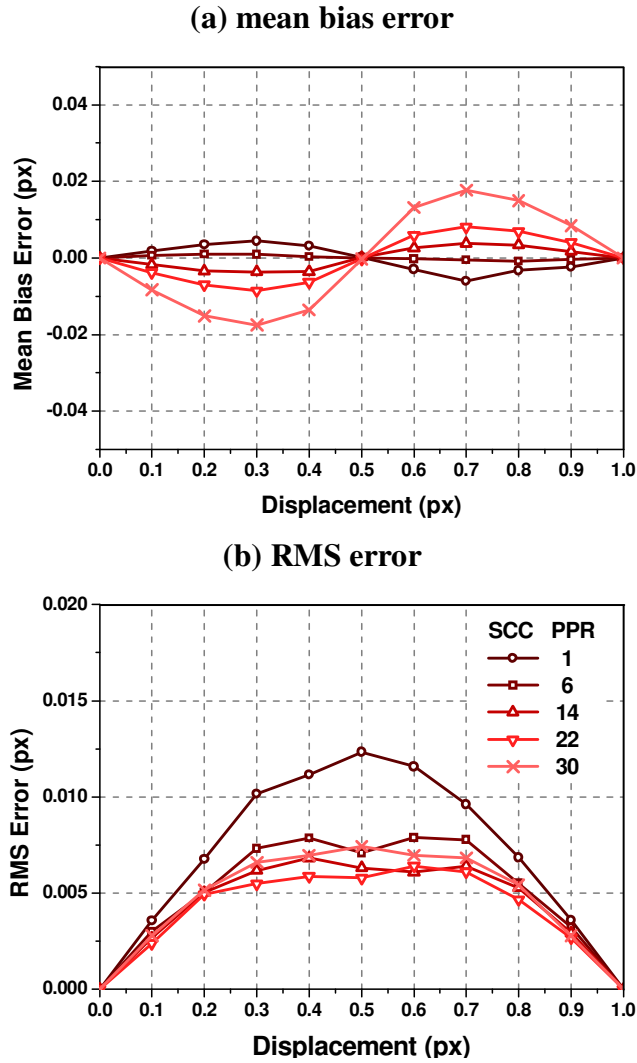 (a) mean bias error
0.04
0.02
0.00
-0.02
-0.04
Mean Bias Error (px)
0.0 0.1 0.2 0.3 0.4 0.5 0.6 0.7 0.8 0.9 1.0
Displacement (px)
(b) RMS error
0.020
0.015
0.010
0.005
0.000
RMS Error (px)
SCC PPR
1
6
14
22
30
0.0 0.1 0.2 0.3 0.4 0.5 0.6 0.7 0.8 0.9 1.0
Displacement (px)